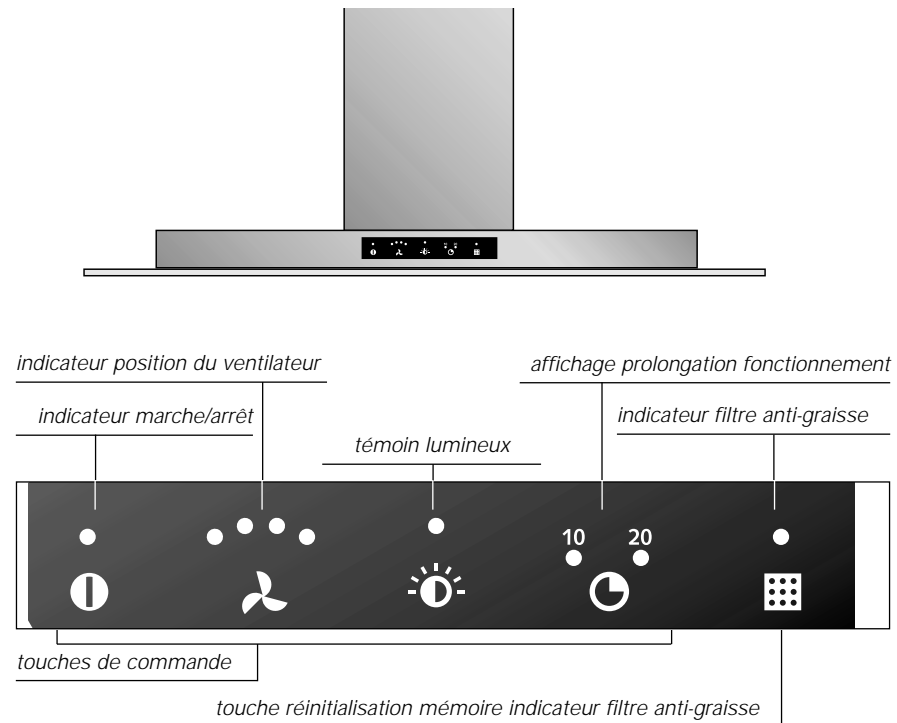 indicateur position du ventilateur
affichage prolongation fonctionnement
indicateur marche/arrêt
indicateur filtre anti-graisse
témoin lumineux
10 20
touches de commande
touche réinitialisation mémoire indicateur filtre anti-graisse